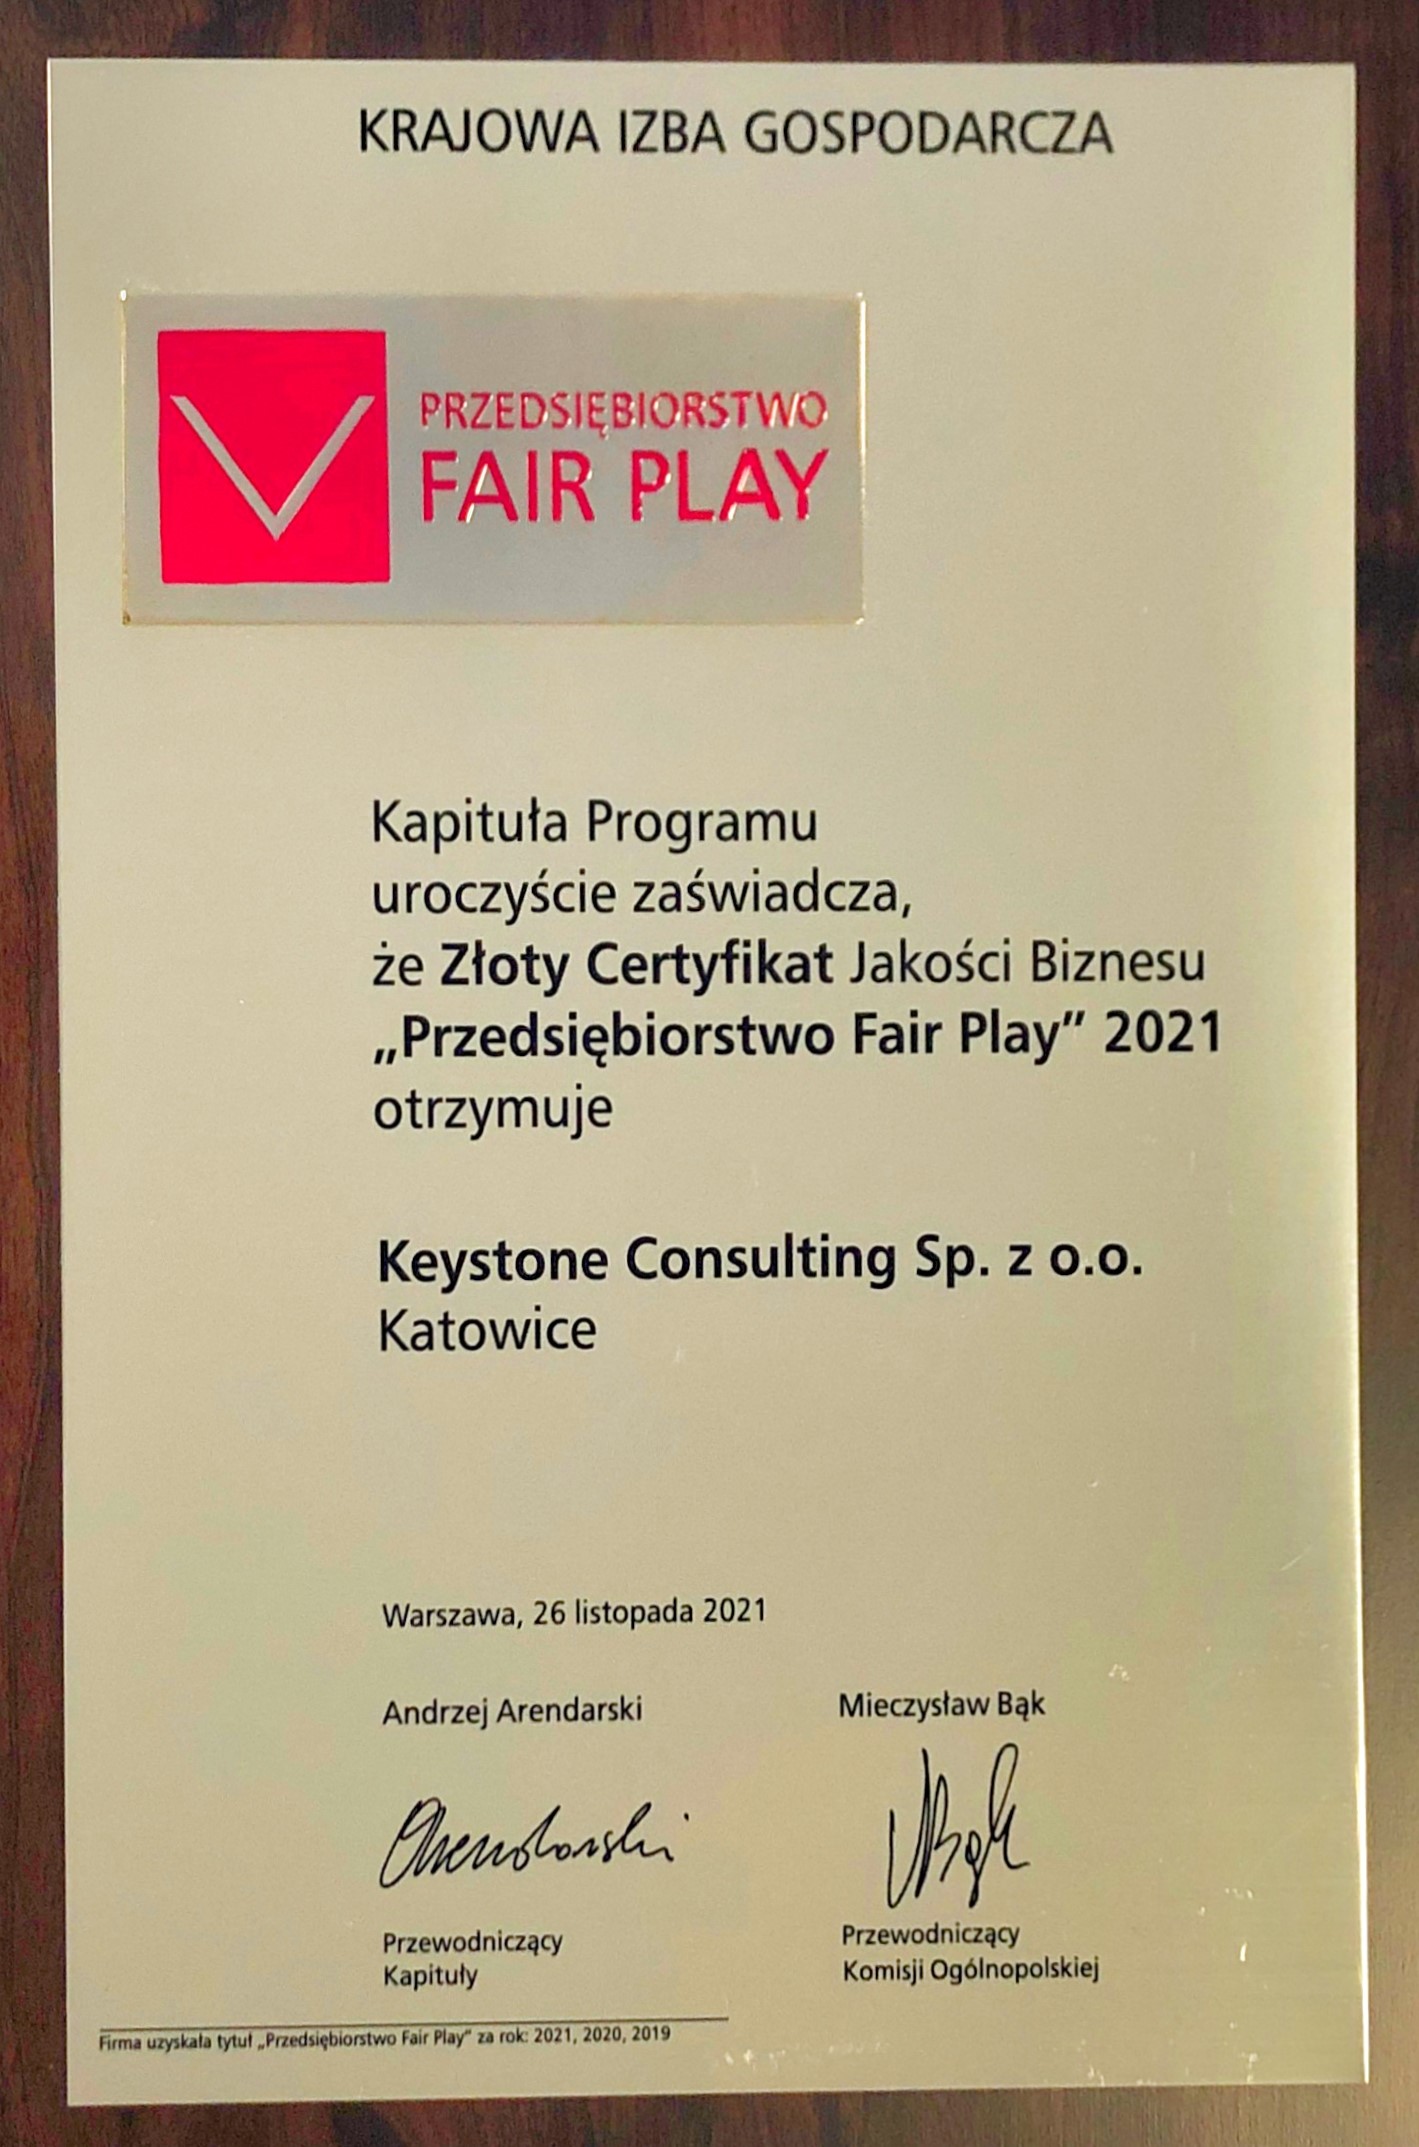 KRAJOWA IZBA GOSPODARCZA
PRZEDSIĘBIORSTWO
FAIR PLAY
Kapituła Programu
uroczyście zaświadcza,
że Złoty Certyfikat Jakości Biznesu
„Przedsiębiorstwo Fair Play” 2021
otrzymuje
Keystone Consulting Sp. z o.o.
Katowice
Warszawa, 26 listopada 2021
Andrzej Arendarski
Mieczysław Bąk
Arendarski
MBąk
Przewodniczący
Kapituły
Przewodniczący
Komisji Ogólnopolskiej
Firma uzyskała tytuł „Przedsiębiorstwo Fair Play” za rok: 2021, 2020, 2019